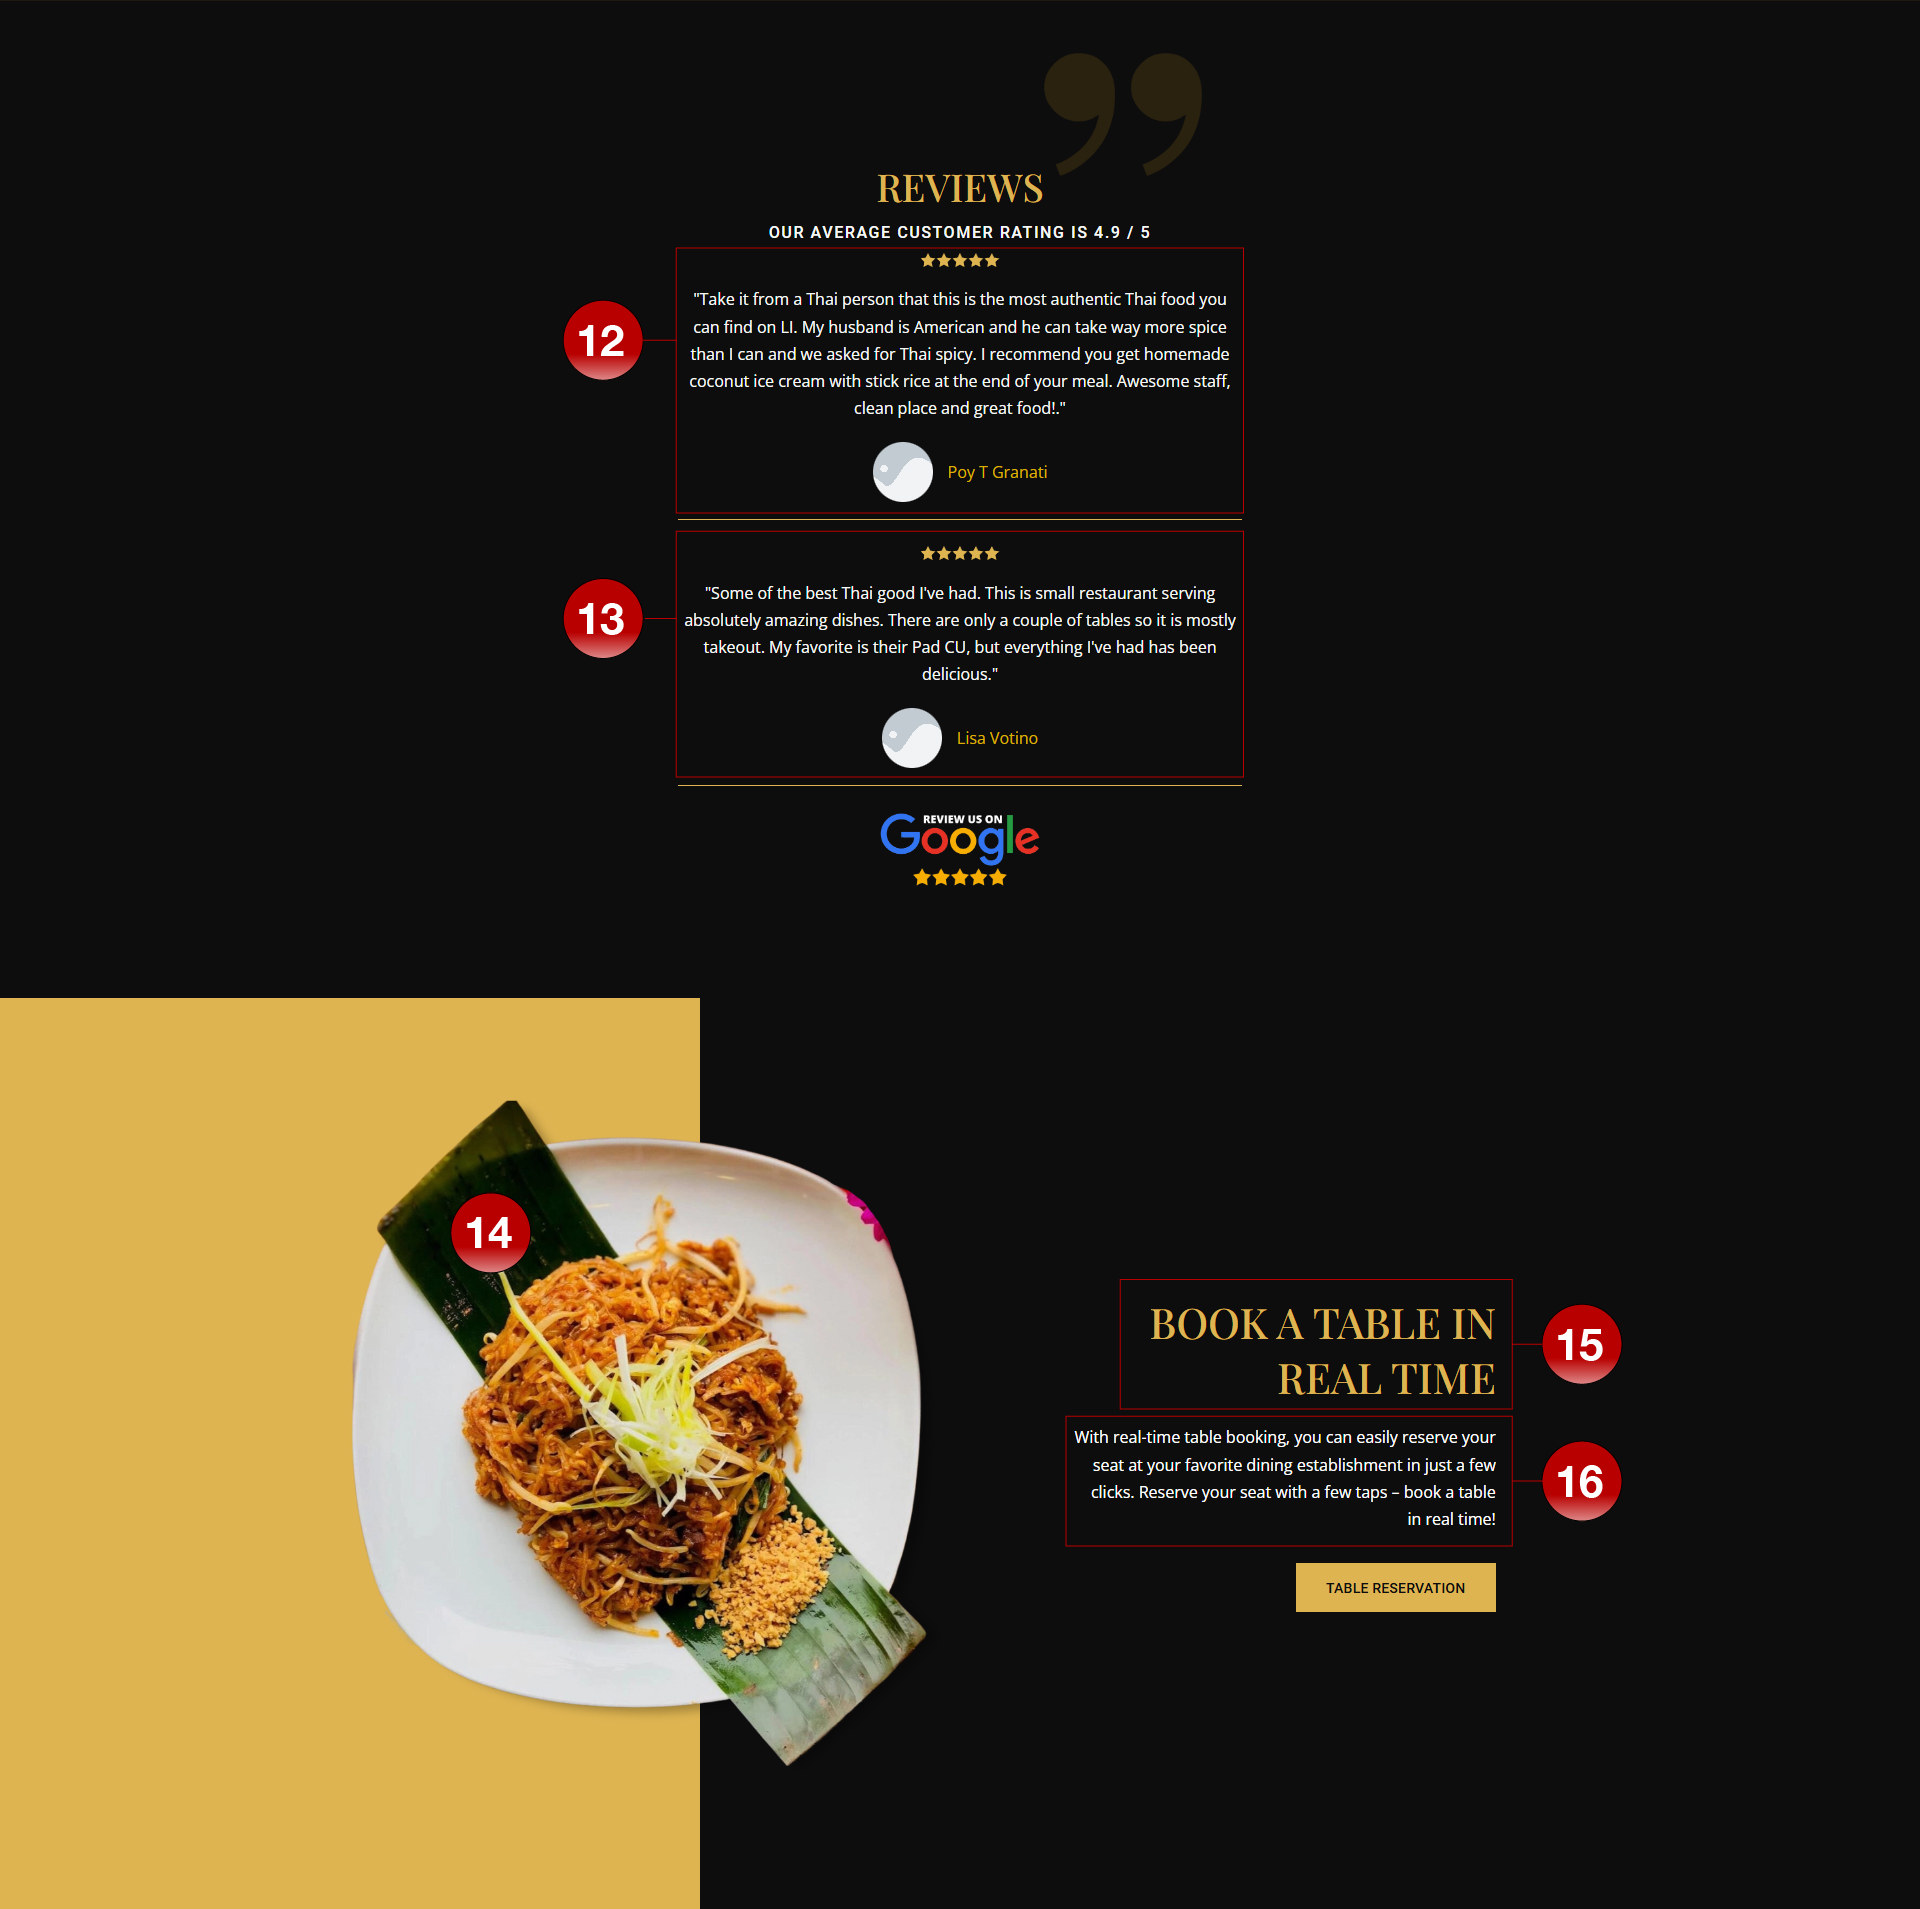 ”
REVIEWS
OUR AVERAGE CUSTOMER RATING IS 4.9 / 5
12
"Take it from a Thai person that this is the most authentic Thai food you
can find on LI. My husband is American and he can take way more spice
than I can and we asked for Thai spicy. I recommend you get homemade
coconut ice cream with stick rice at the end of your meal. Awesome staff,
clean place and great food!."
Poy T Granati
13
"Some of the best Thai good I've had. This is small restaurant serving
absolutely amazing dishes. There are only a couple of tables so it is mostly
takeout. My favorite is their Pad CU, but everything I've had has been
delicious."
Lisa Votino
REVIEW US ON
Google
14
BOOK A TABLE IN
REAL TIME
15
With real-time table booking, you can easily reserve your
seat at your favorite dining establishment in just a few
clicks. Reserve your seat with a few taps – book a table
in real time!
16
TABLE RESERVATION